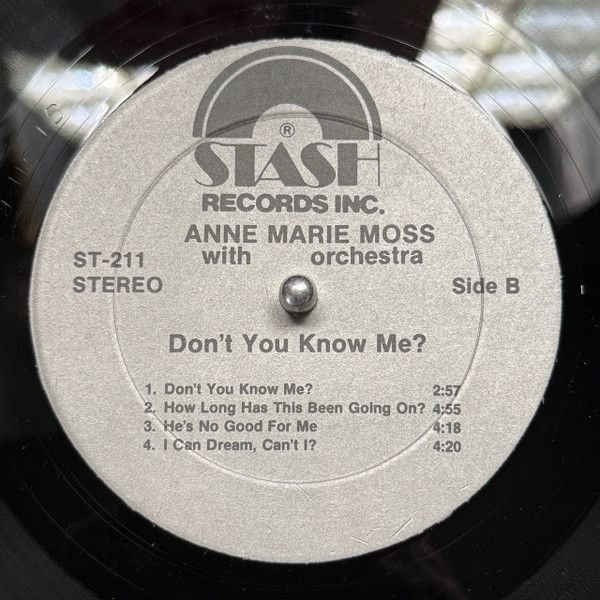 ®
STASH
RECORDS INC.
ANNE MARIE MOSS
with orchestra
ST-211
STEREO
Side B
Don't You Know Me?
1. Don't You Know Me? 2:57
2. How Long Has This Been Going On? 4:55
3. He's No Good For Me 4:18
4. I Can Dream, Can't I? 4:20